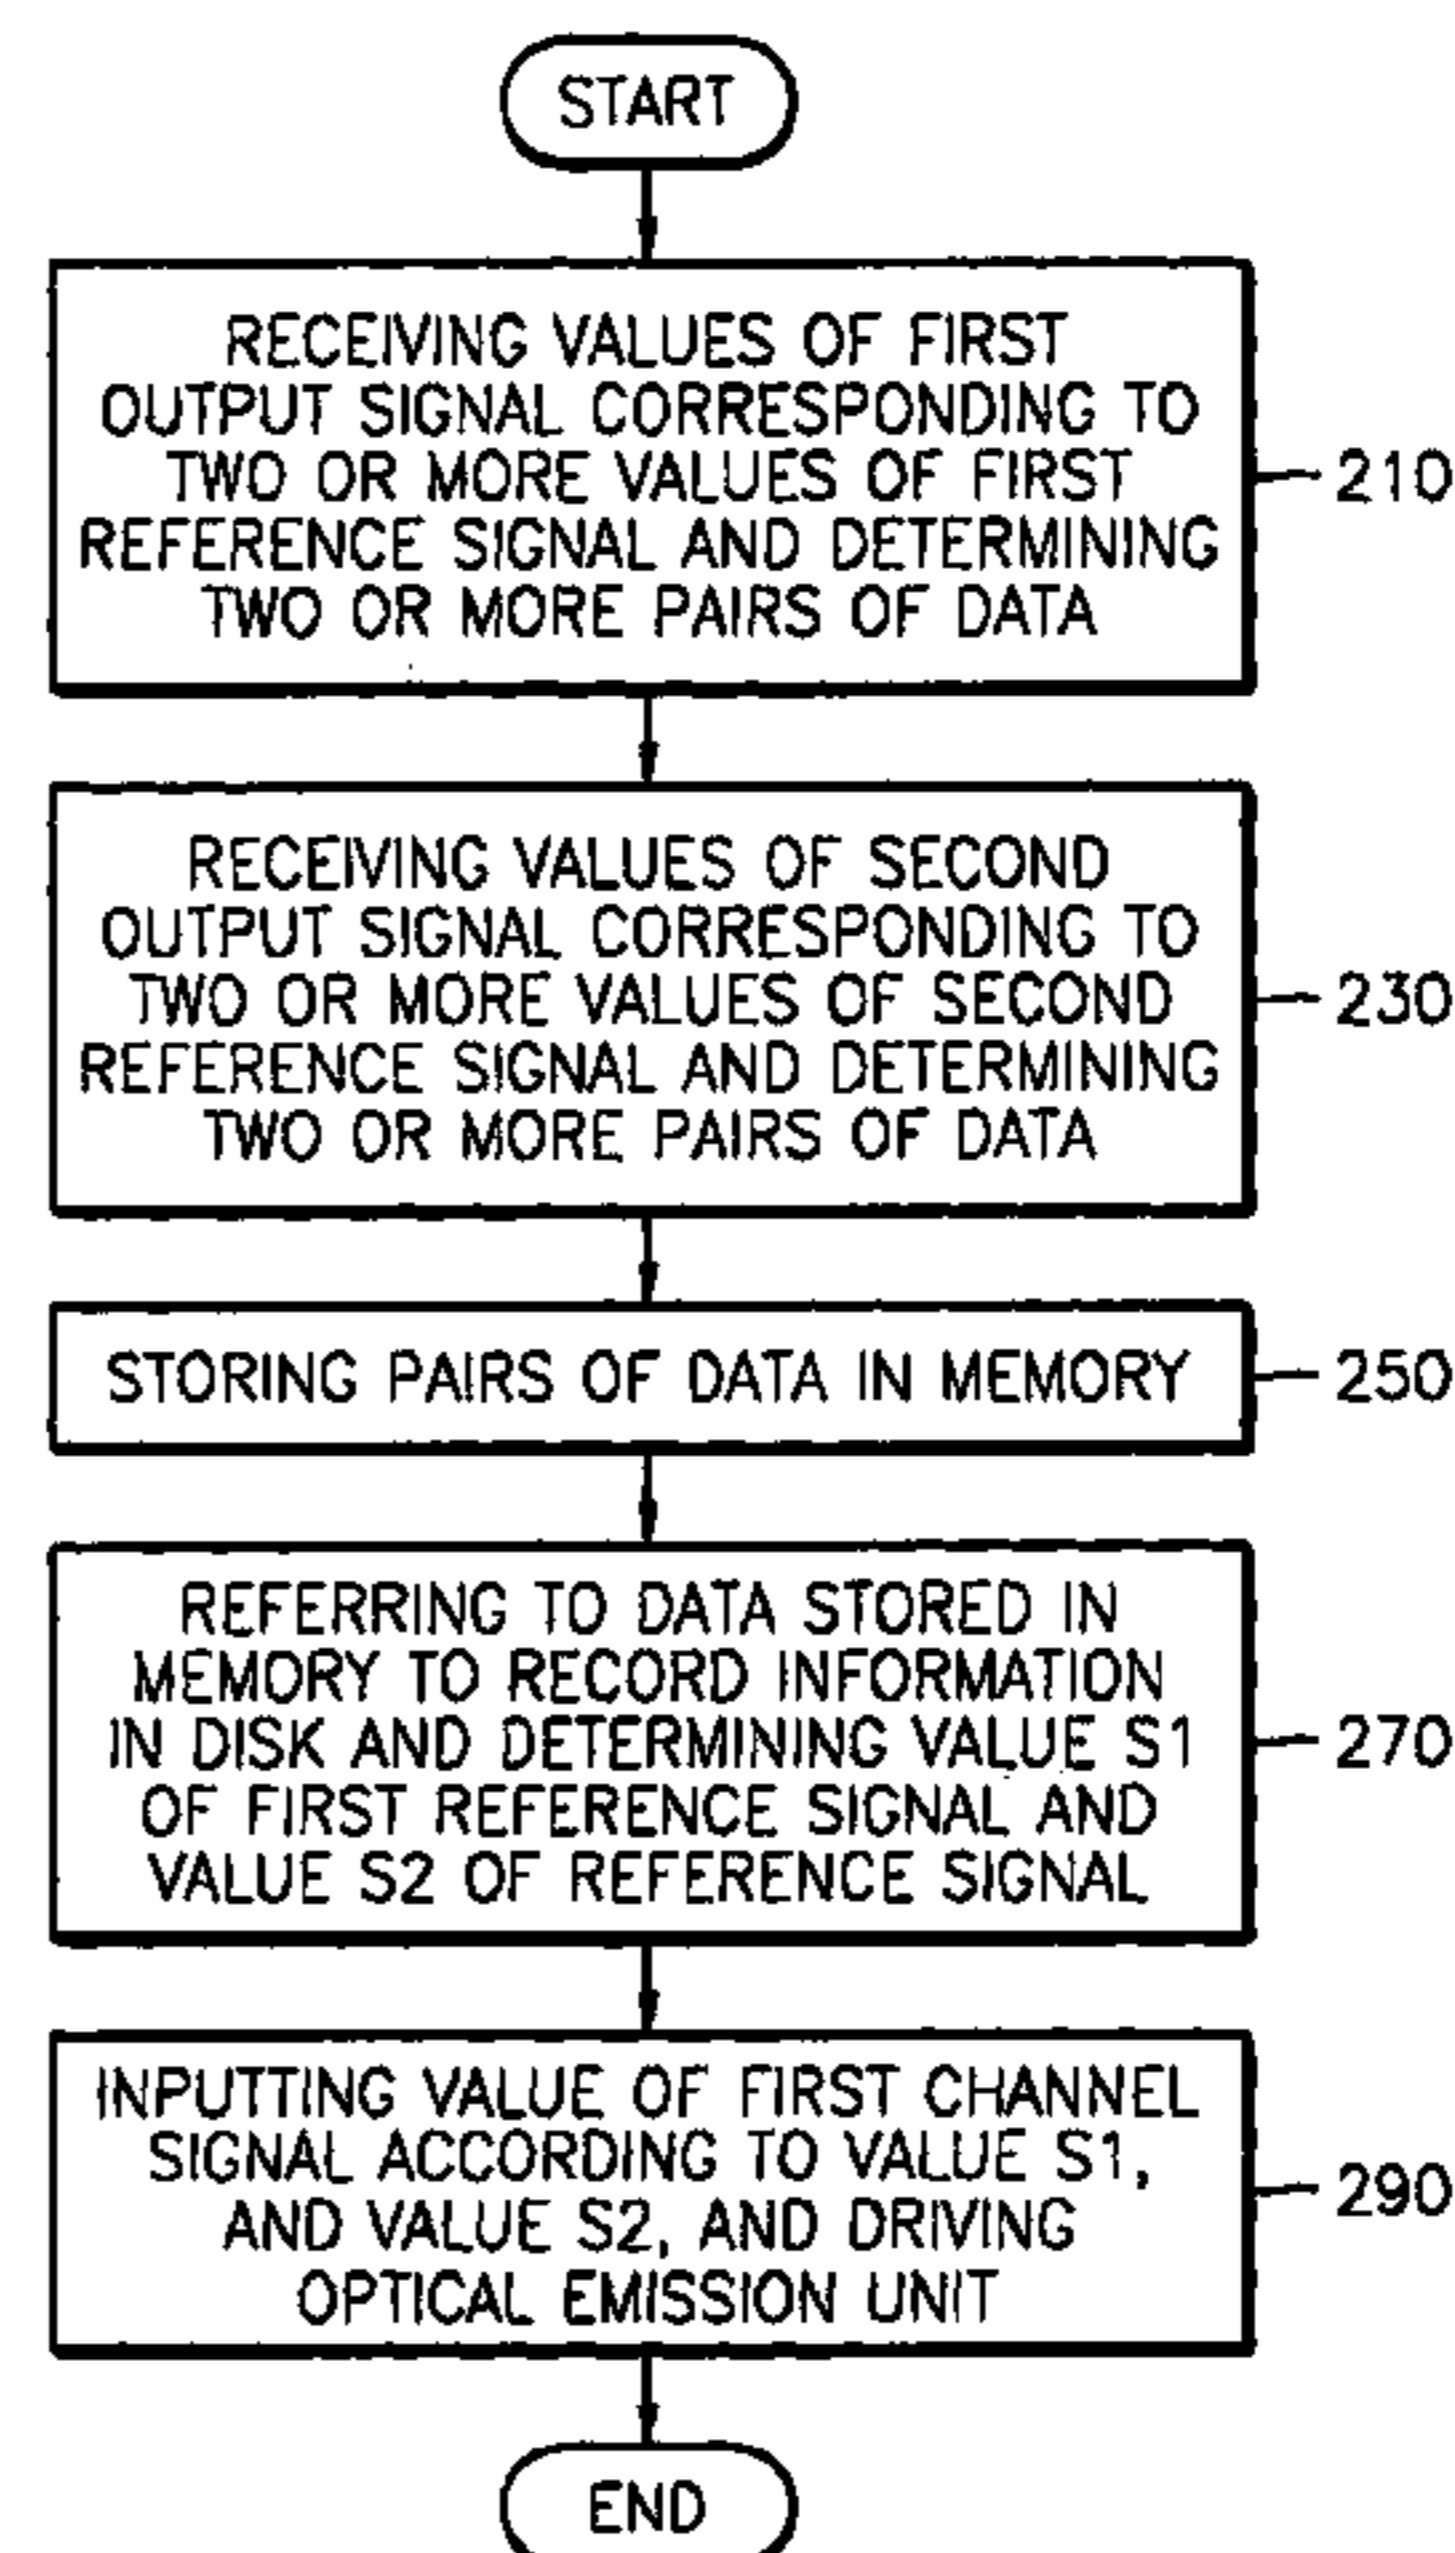 START
RECEIVING VALUES OF FIRST
OUTPUT SIGNAL CORRESPONDING TO
TWO OR MORE VALUES OF FIRST
REFERENCE SIGNAL AND DETERMINING
TWO OR MORE PAIRS OF DATA
210
RECEIVING VALUES OF SECOND
OUTPUT SIGNAL CORRESPONDING TO
TWO OR MORE VALUES OF SECOND
REFERENCE SIGNAL AND DETERMINING
TWO OR MORE PAIRS OF DATA
230
STORING PAIRS OF DATA IN MEMORY
250
REFERRING TO DATA STORED IN
MEMORY TO RECORD INFORMATION
IN DISK AND DETERMINING VALUE S1
OF FIRST REFERENCE SIGNAL AND
VALUE S2 OF REFERENCE SIGNAL
270
INPUTTING VALUE OF FIRST CHANNEL
SIGNAL ACCORDING TO VALUE S1,
AND VALUE S2, AND DRIVING
OPTICAL EMISSION UNIT
290
END